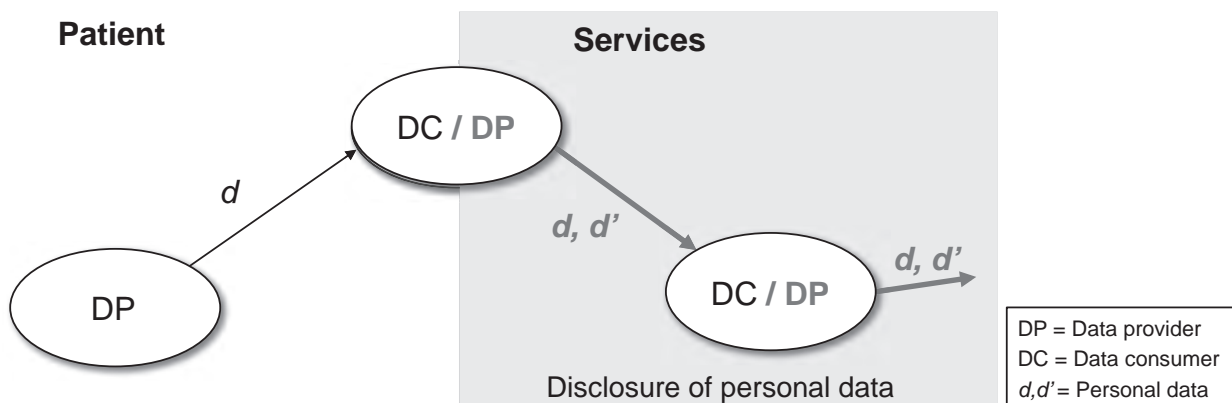 Patient
Services
DC / DP
d
d, d’
d, d’
DP
DC / DP
Disclosure of personal data
DP = Data provider
DC = Data consumer
d,d’= Personal data